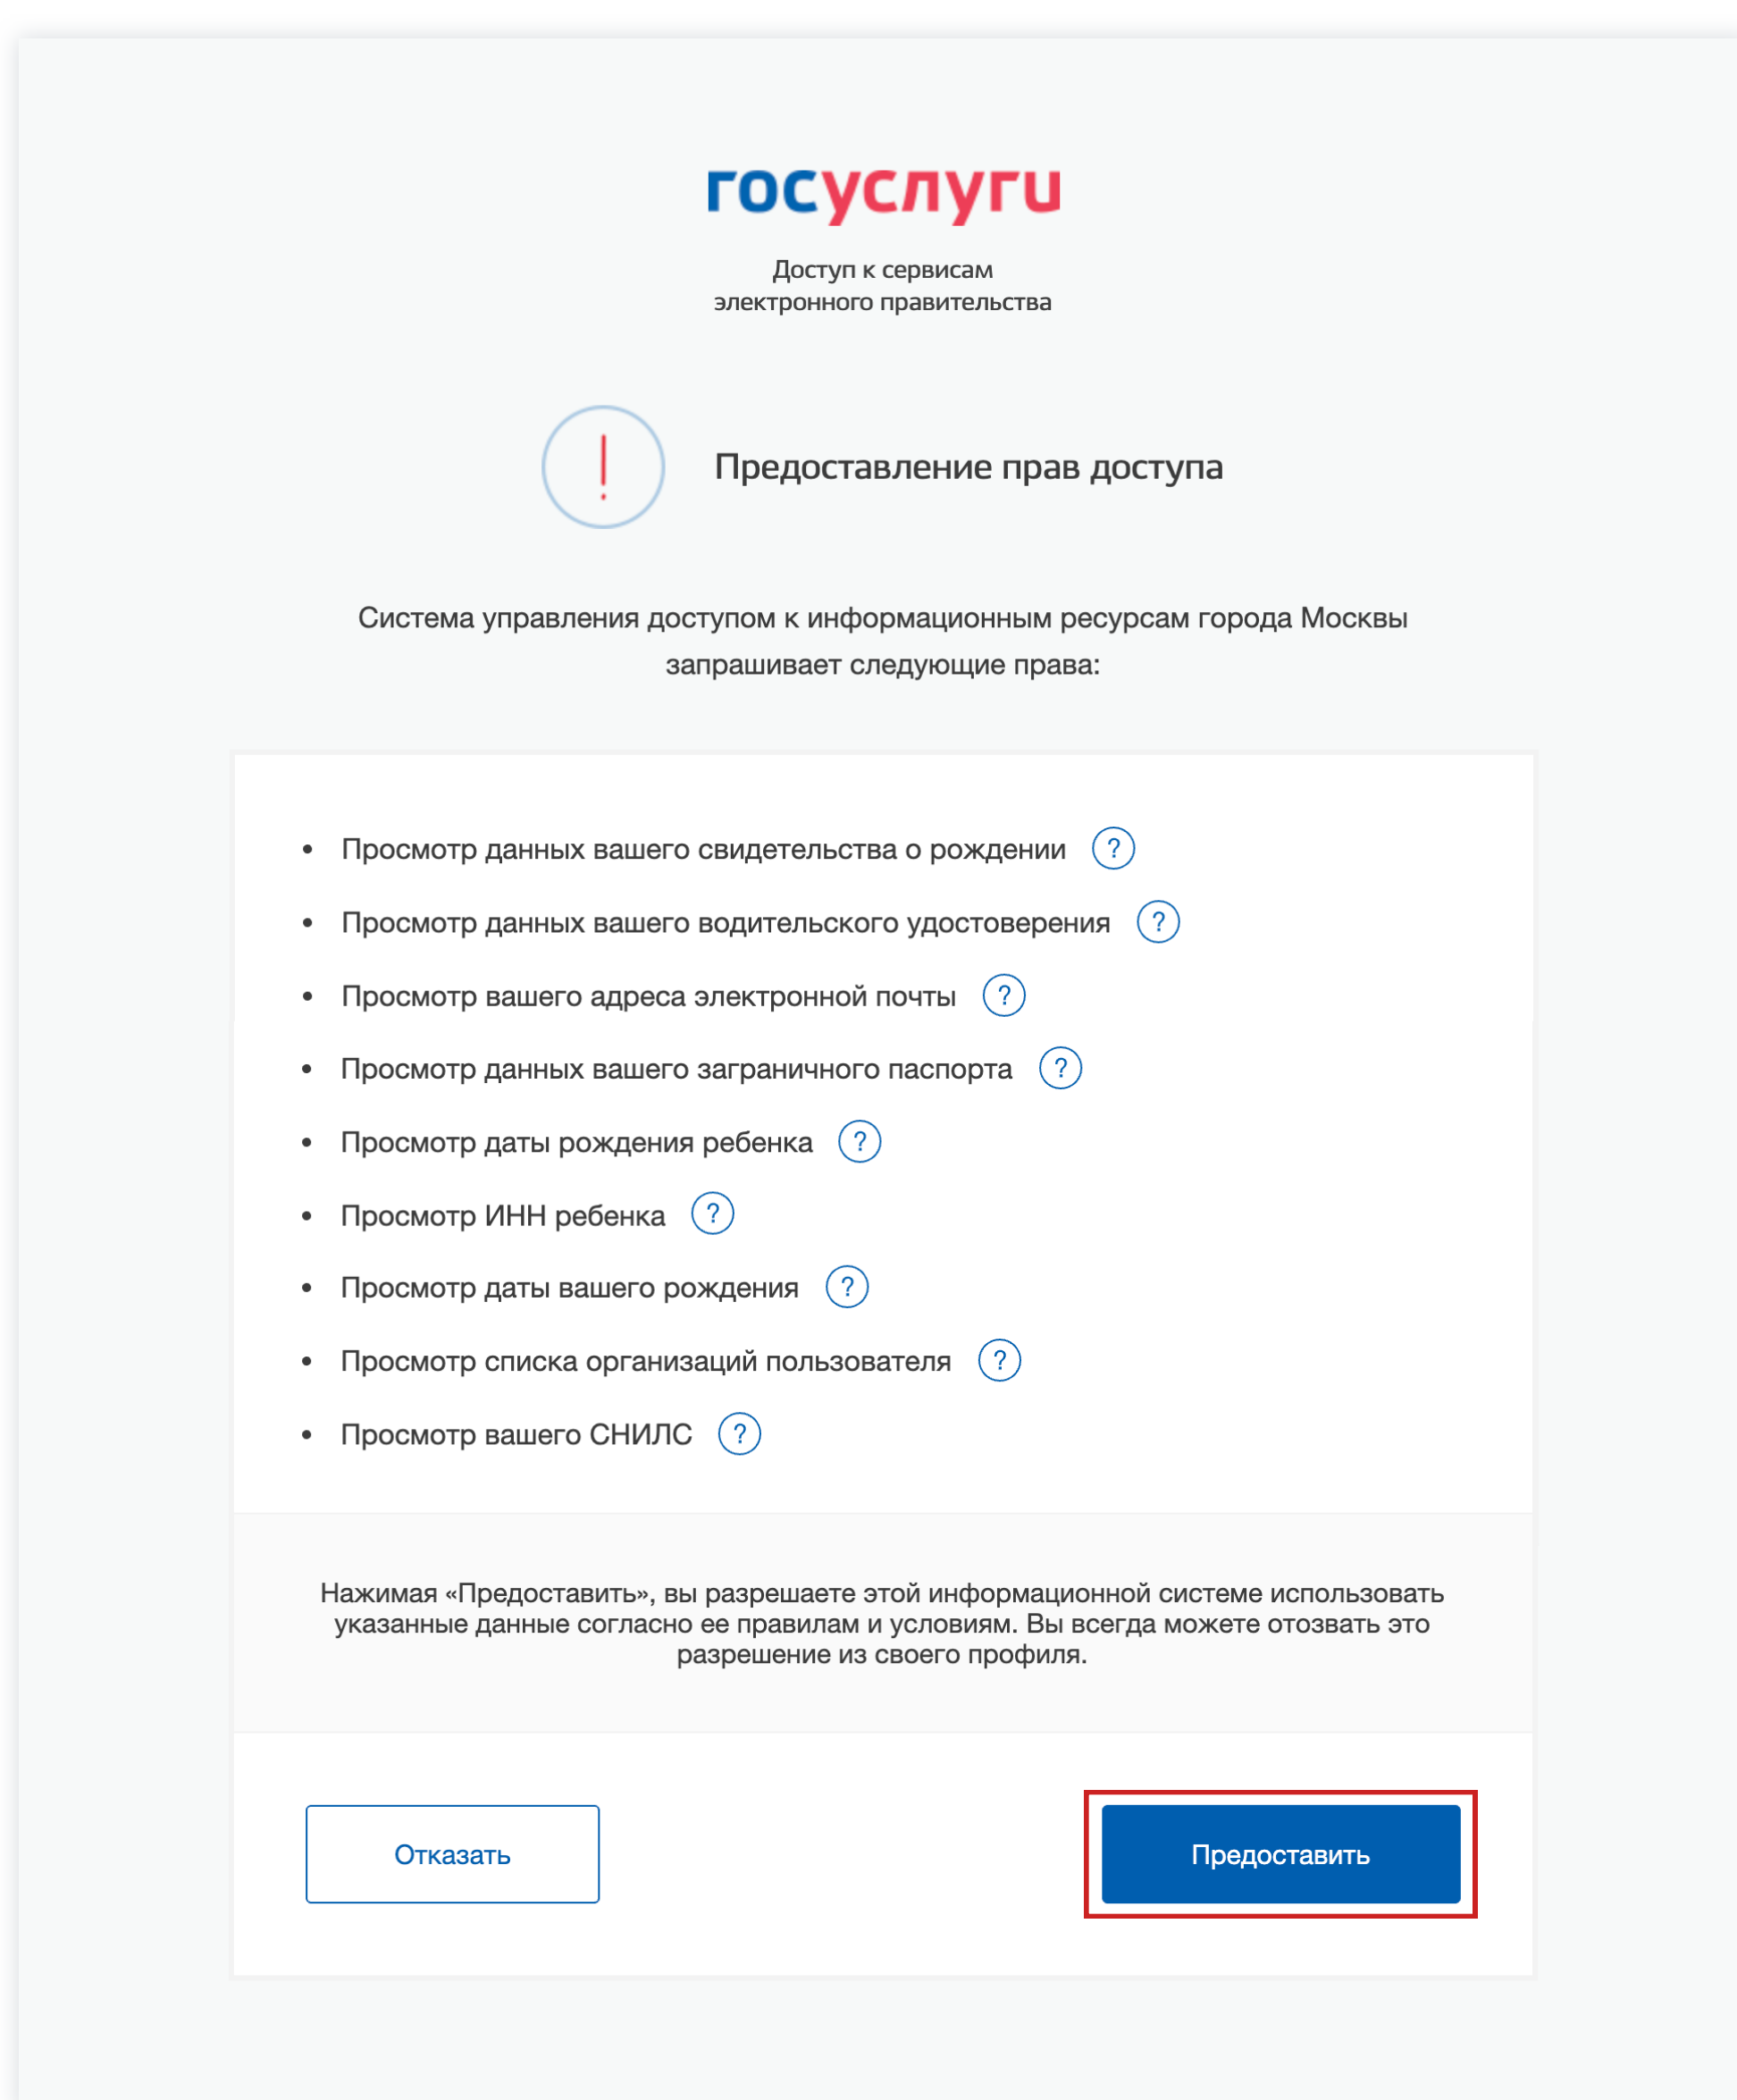 госуслуги
Доступ к сервисам
электронного правительства
!
Предоставление прав доступа
Система управления доступом к информационным ресурсам города Москвы
запрашивает следующие права:
• Просмотр данных вашего свидетельства о рождении ?
• Просмотр данных вашего водительского удостоверения ?
• Просмотр вашего адреса электронной почты ?
• Просмотр данных вашего заграничного паспорта ?
• Просмотр даты рождения ребенка ?
• Просмотр ИНН ребенка ?
• Просмотр даты вашего рождения ?
• Просмотр списка организаций пользователя ?
• Просмотр вашего СНИЛС ?
Нажимая «Предоставить», вы разрешаете этой информационной системе использовать
указанные данные согласно ее правилам и условиям. Вы всегда можете отозвать это
разрешение из своего профиля.
Отказать
Предоставить